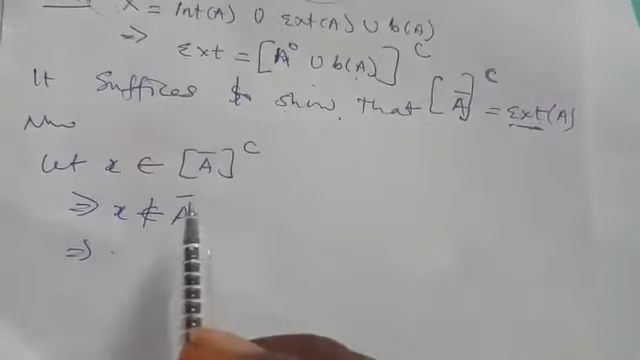 X = Int(A) ∪ Ext(A) ∪ b(A)
⇒ Ext = [A° ∪ b(A)]ᶜ
It suffices to show that [A̅]ᶜ = Ext(A)
Now
Let x ∈ [A̅]ᶜ
⇒ x ∉ A̅
⇒